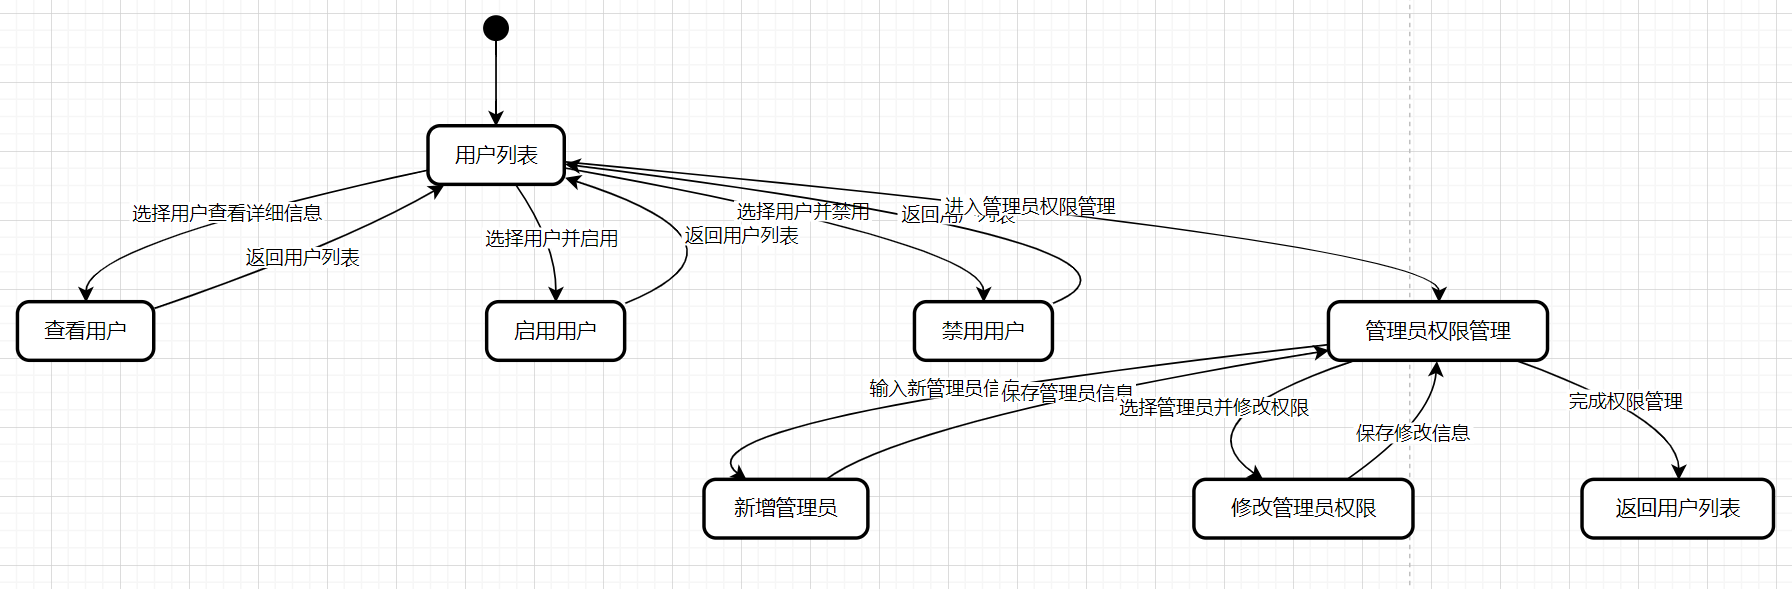 用户列表
选择用户查看详细信息
选择用户并启用
选择用户并禁用
返回用户列表
进入管理员权限管理
返回用户列表
返回用户列表
查看用户
启用用户
禁用用户
管理员权限管理
输入新管理员信
保存管理员信息
选择管理员并修改权限
完成权限管理
保存修改信息
新增管理员
修改管理员权限
返回用户列表